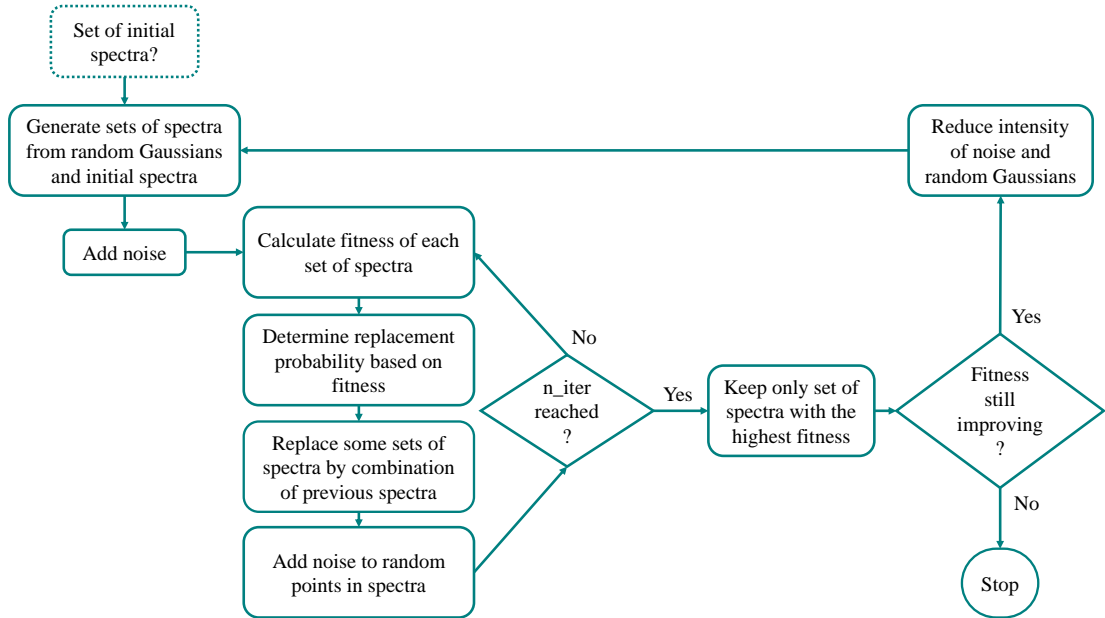 Set of initial
spectra?
Generate sets of spectra
from random Gaussians
and initial spectra
Reduce intensity
of noise and
random Gaussians
Add noise
Calculate fitness of each
set of spectra
Determine replacement
probability based on
fitness
Replace some sets of
spectra by combination
of previous spectra
Add noise to random
points in spectra
No
n_iter
reached
?
Yes
Keep only set of
spectra with the
highest fitness
Yes
Fitness
still
improving
?
No
Stop